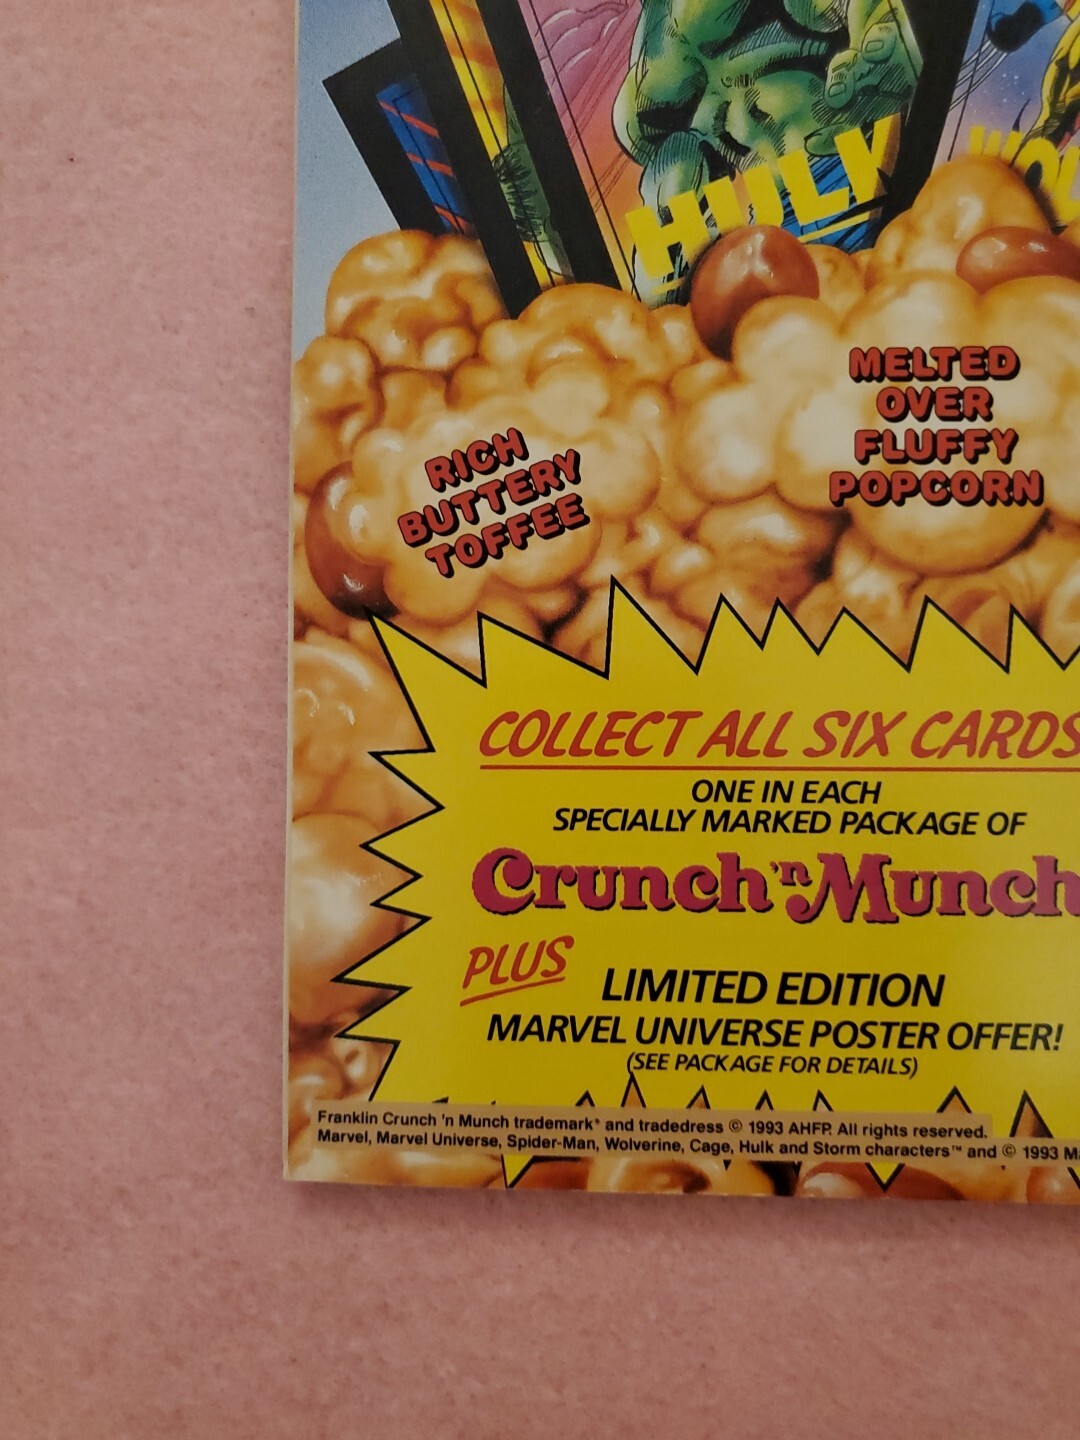 HULK
WOL
MELTED
OVER
FLUFFY
POPCORN
RICH
BUTTERY
TOFFEE
COLLECT ALL SIX CARDS
ONE IN EACH
SPECIALLY MARKED PACKAGE OF
Crunch 'n Munch
PLUS
LIMITED EDITION
MARVEL UNIVERSE POSTER OFFER!
(SEE PACKAGE FOR DETAILS)
Franklin Crunch 'n Munch trademark® and tradedress © 1993 AHFP. All rights reserved.
Marvel, Marvel Universe, Spider-Man, Wolverine, Cage, Hulk and Storm characters™ and © 1993 Ma